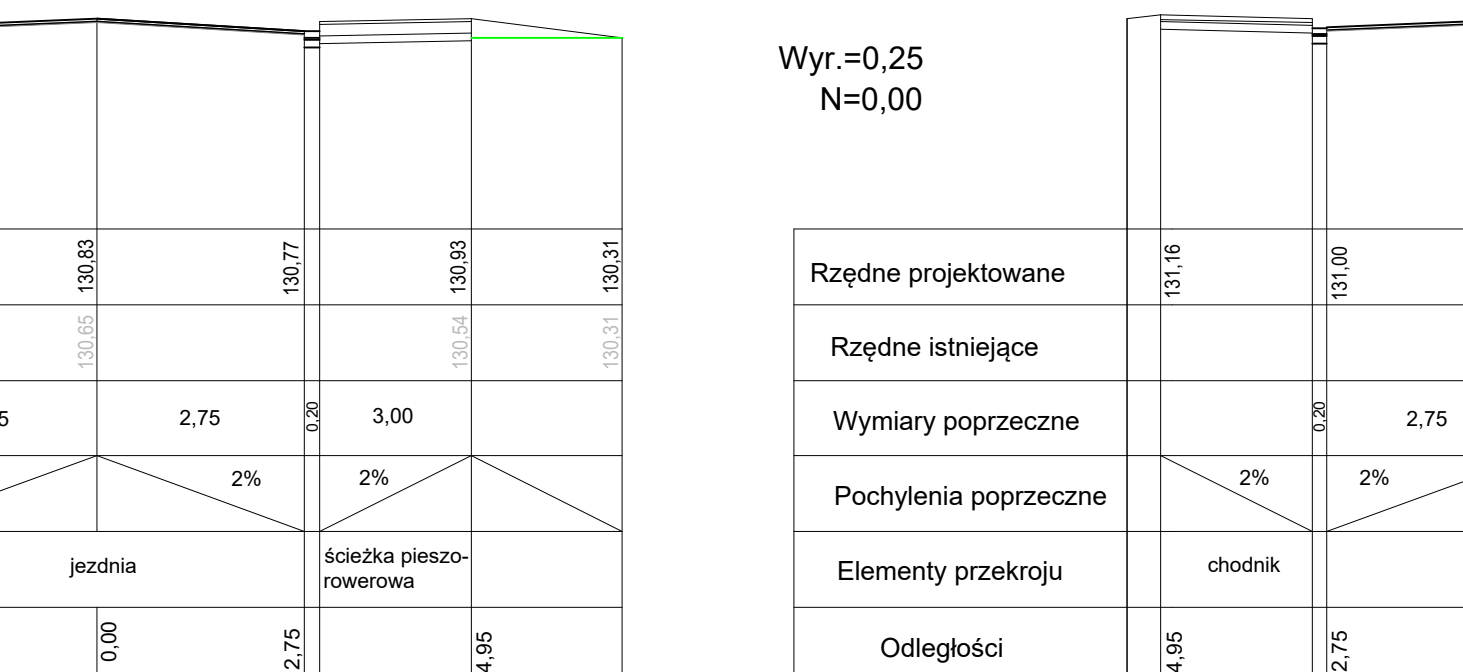 Wyr.=0,25
N=0,00
130,83
130,77
130,93
130,31
130,65
130,54
130,31
5
2,75
0,20
3,00
2%
2%
jezdnia
ścieżka pieszo-
rowerowa
0,00
2,75
4,95
Rzędne projektowane
131,16
131,00
Rzędne istniejące
Wymiary poprzeczne
0,20
2,75
Pochylenia poprzeczne
2%
2%
Elementy przekroju
chodnik
Odległości
4,95
2,75